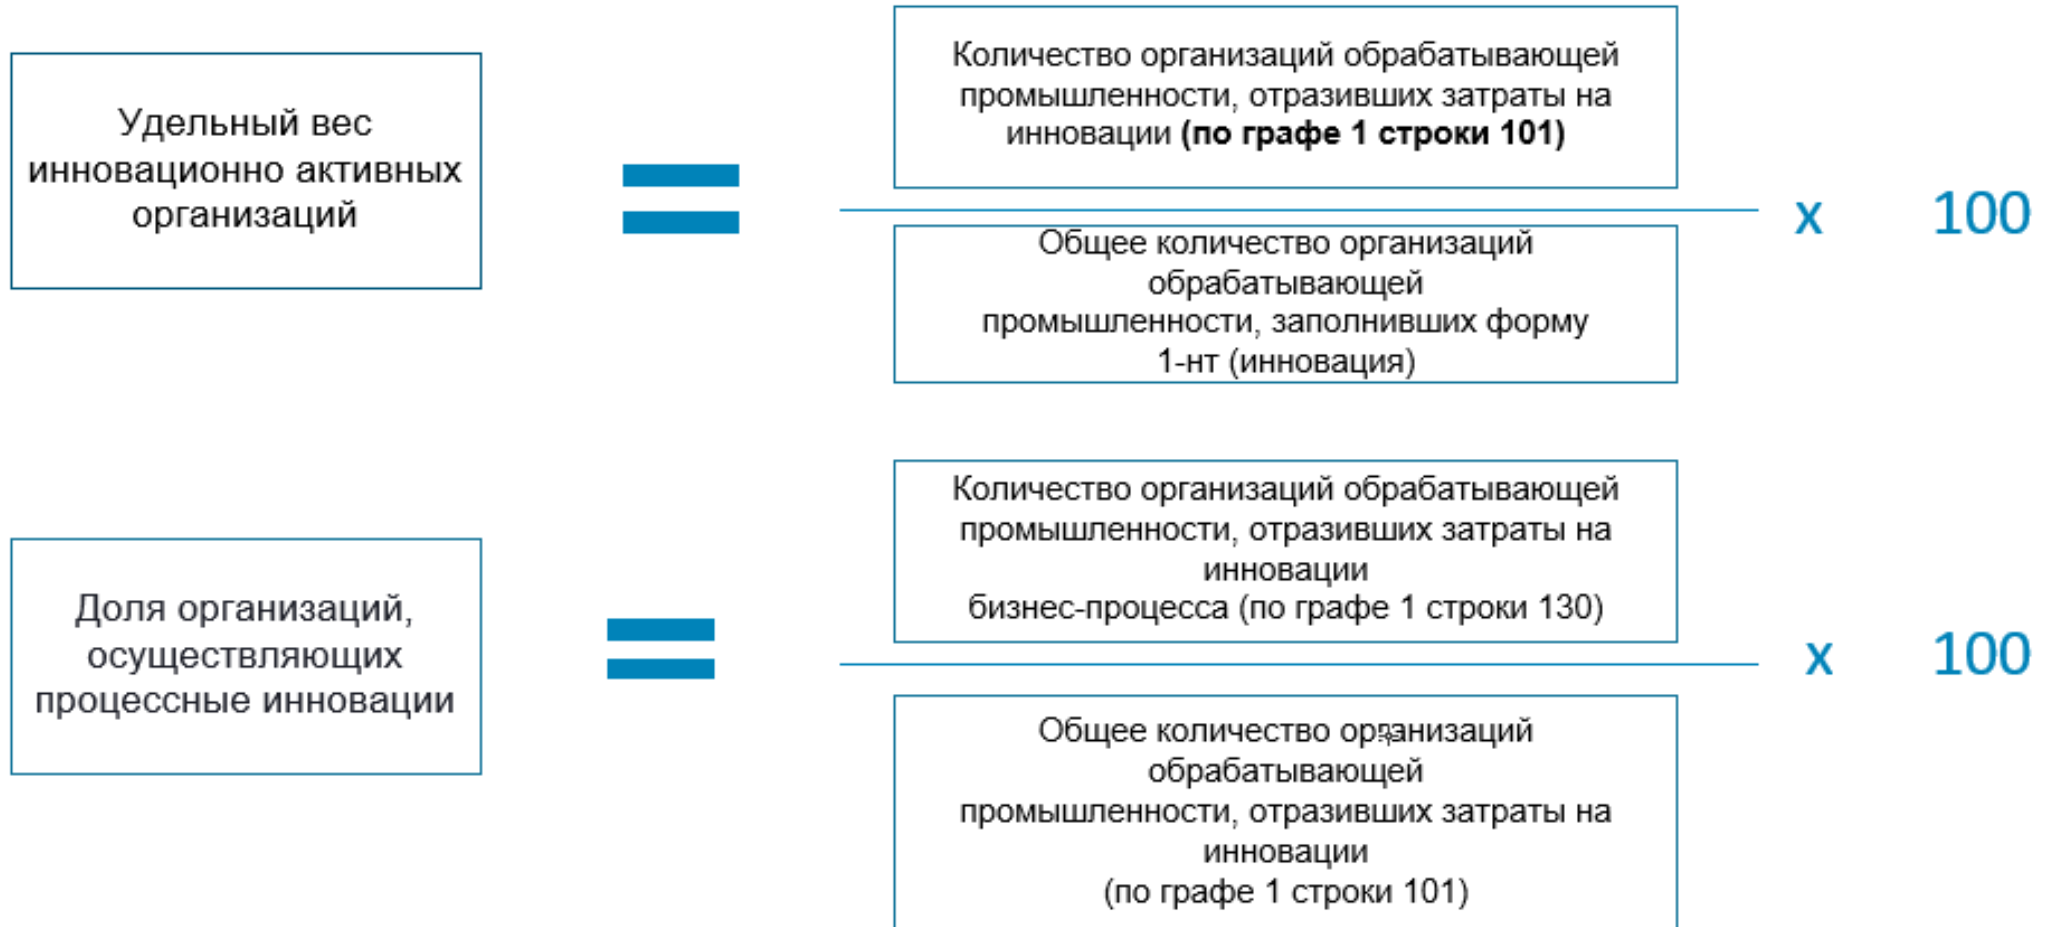 Удельный вес
инновационно активных
организаций
Количество организаций обрабатывающей
промышленности, отразивших затраты на
инновации (по графе 1 строки 101)
Общее количество организаций
обрабатывающей
промышленности, заполнивших форму
1-нт (инновация)
x 100
Доля организаций,
осуществляющих
процессные инновации
Количество организаций обрабатывающей
промышленности, отразивших затраты на
инновации
бизнес-процесса (по графе 1 строки 130)
Общее количество организаций
обрабатывающей
промышленности, отразивших затраты на
инновации
(по графе 1 строки 101)
x 100